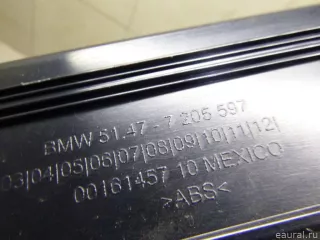 BMW 51.47 - 7 205 597
03|04|05|06|07|08|09|10|11|12|
00161457 10 MEXICO
>ABS<
eaural.ru